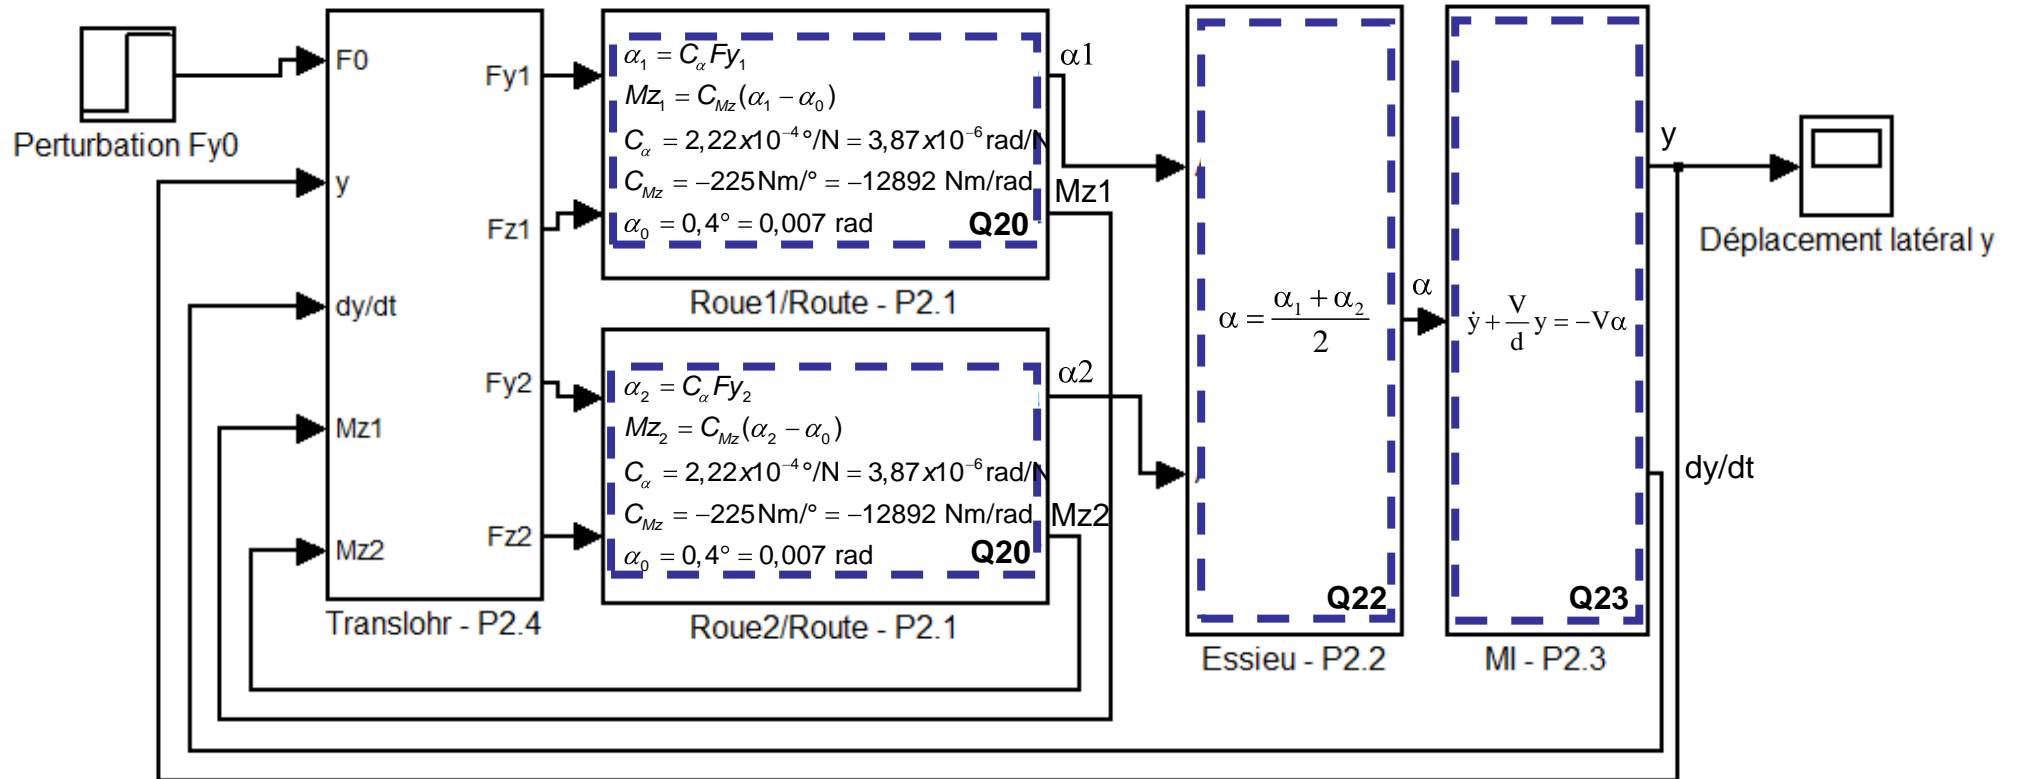 Perturbation Fy0
F0
y
dy/dt
Mz1
Mz2
Fy1
Fz1
Fy2
Fz2
Translohr - P2.4
α₁ = C_α Fy₁
Mz₁ = C_Mz(α₁ − α₀)
C_α = 2,22x10⁻⁴ °/N = 3,87x10⁻⁶ rad/N
C_Mz = −225 Nm/° = −12892 Nm/rad
α₀ = 0,4° = 0,007 rad
Q20
Roue1/Route - P2.1
α1
Mz1
α₂ = C_α Fy₂
Mz₂ = C_Mz(α₂ − α₀)
C_α = 2,22x10⁻⁴ °/N = 3,87x10⁻⁶ rad/N
C_Mz = −225 Nm/° = −12892 Nm/rad
α₀ = 0,4° = 0,007 rad
Q20
Roue2/Route - P2.1
α2
Mz2
α = (α₁ + α₂)/2
Q22
Essieu - P2.2
α
ẏ + (V/d) y = −Vα
Q23
MI - P2.3
y
dy/dt
Déplacement latéral y